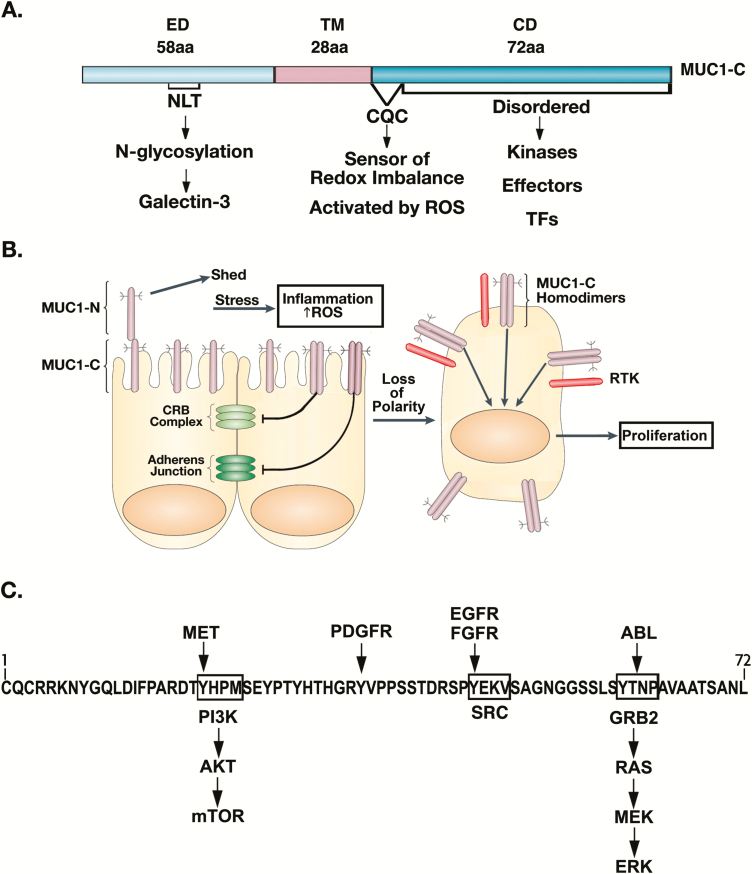 A.
ED TM CD
58aa 28aa 72aa
MUC1-C
NLT CQC Disordered
N-glycosylation
Galectin-3
Sensor of
Redox Imbalance
Activated by ROS
Kinases
Effectors
TFs
B.
MUC1-N
Shed
Stress
Inflammation
↑ROS
MUC1-C
CRB
Complex
Adherens
Junction
Loss
of
Polarity
MUC1-C
Homodimers
RTK
Proliferation
C.
MET PDGFR EGFR
FGFR ABL
1 72
CQCRRKNYGQLDIFPARDTYHPMSEYPTYHTHGRYVPPSSTDRSPYEKVSAGNGGSSLSYTNPAVAATSANL
PI3K SRC GRB2
AKT RAS
mTOR MEK
ERK